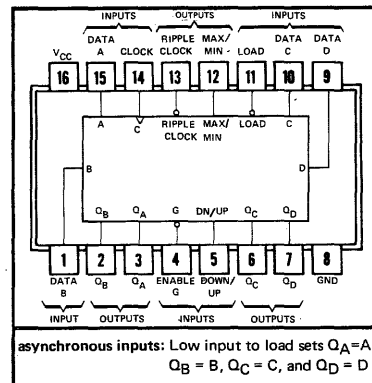 INPUTS OUTPUTS INPUTS
DATA RIPPLE MAX/ DATA DATA
VCC A CLOCK CLOCK MIN LOAD C D
16 15 14 13 12 11 10 9
A C RIPPLE MAX/ LOAD C
CLOCK MIN
B D
QB QA G DN/UP QC QD
1 2 3 4 5 6 7 8
DATA QB QA ENABLE DOWN/ QC QD GND
B G UP
INPUT OUTPUTS INPUTS OUTPUTS
asynchronous inputs: Low input to load sets QA=A
QB = B, QC = C, and QD = D